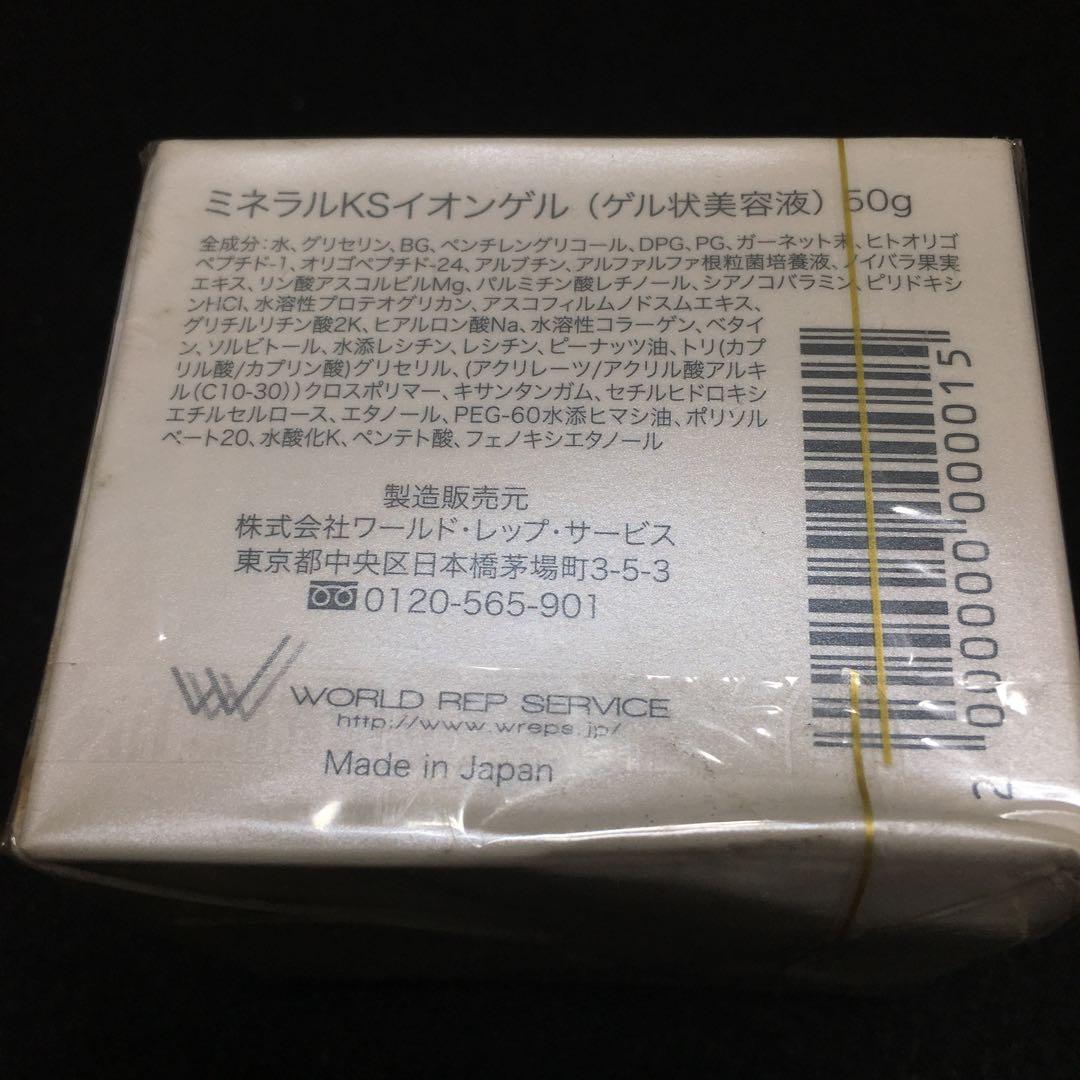 ミネラルKSイオンゲル（ゲル状美容液）50g
全成分：水、グリセリン、BG、ペンチレングリコール、DPG、PG、ガーネット末、ヒトオリゴ
ペプチド-1、オリゴペプチド-24、アルブチン、アルファルファ根粒菌培養液、ノイバラ果実
エキス、リン酸アスコルビルMg、パルミチン酸レチノール、シアノコバラミン、ピリドキシ
ンHCl、水溶性プロテオグリカン、アスコフィルムノドスムエキス、
グリチルリチン酸2K、ヒアルロン酸Na、水溶性コラーゲン、ベタイ
ン、ソルビトール、水添レシチン、レシチン、ピーナッツ油、トリ(カプ
リル酸/カプリン酸)グリセリル、(アクリレーツ/アクリル酸アルキ
ル(C10-30))クロスポリマー、キサンタンガム、セチルヒドロキシ
エチルセルロース、エタノール、PEG-60水添ヒマシ油、ポリソル
ベート20、水酸化K、ペンテト酸、フェノキシエタノール
製造販売元
株式会社ワールド・レップ・サービス
東京都中央区日本橋茅場町3-5-3
0120-565-901
WORLD REP SERVICE
http://www.wreps.jp/
Made in Japan
2 000000 000015